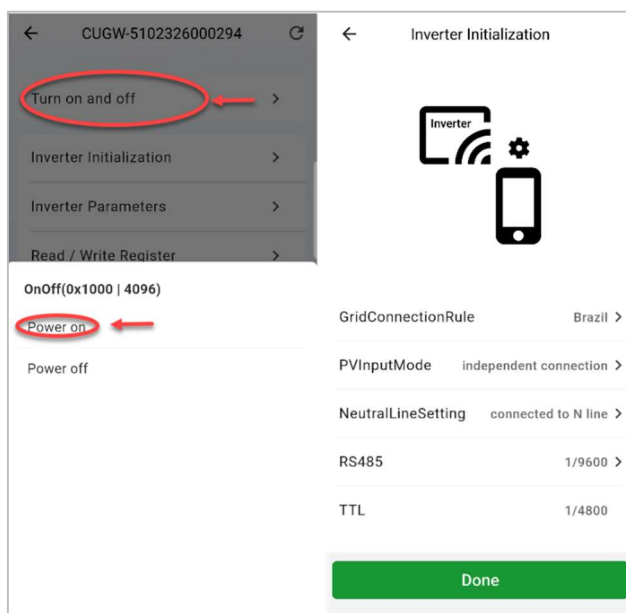 CUGW-5102326000294
Turn on and off
Inverter Initialization
Inverter Parameters
Read / Write Register
OnOff(0x1000 | 4096)
Power on
Power off
Inverter Initialization
Inverter
GridConnectionRule Brazil
PVInputMode independent connection
NeutralLineSetting connected to N line
RS485 1/9600
TTL 1/4800
Done